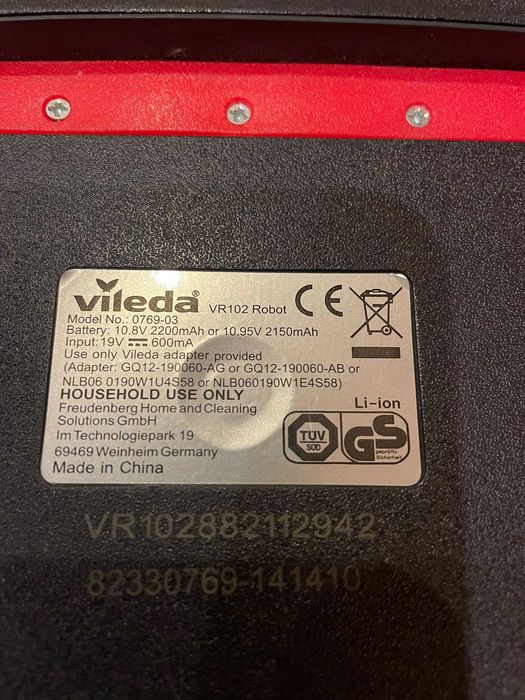 vileda® VR102 Robot CE
Model No.: 0769-03
Battery: 10.8V 2200mAh or 10.95V 2150mAh
Input: 19V ⎓ 600mA
Use only Vileda adapter provided
(Adapter: GQ12-190060-AG or GQ12-190060-AB or
NLB06 0190W1U4S58 or NLB060190W1E4S58)
HOUSEHOLD USE ONLY
Freudenberg Home and Cleaning
Solutions GmbH
Im Technologiepark 19
69469 Weinheim Germany
Made in China
Li-ion
TÜV
SÜD
GS
geprüfte
Sicherheit
VR102882112942
82330769-141410